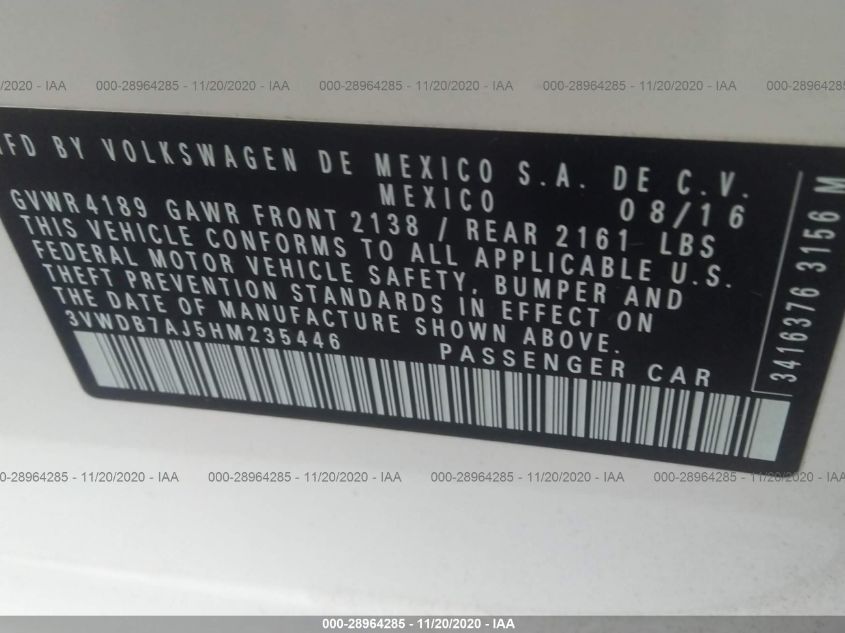 /2020 - IAA 000-28964285 - 11/20/2020 - IAA 000-28964285 - 11/20/2020 - IAA 000-28964285 - 11/20/2020 - IAA 000-28964285 - 11/20
MFD BY VOLKSWAGEN DE MEXICO S.A. DE C.V.
MEXICO 08/16
GVWR 4189 GAWR FRONT 2138 / REAR 2161 LBS
THIS VEHICLE CONFORMS TO ALL APPLICABLE U.S.
FEDERAL MOTOR VEHICLE SAFETY, BUMPER AND
THEFT PREVENTION STANDARDS IN EFFECT ON
THE DATE OF MANUFACTURE SHOWN ABOVE.
3VWDB7AJ5HM235446 PASSENGER CAR
3416376 3156 M
000-28964285 - 11/20/2020 - IAA 000-28964285 - 11/20/2020 - IAA 000-28964285 - 11/20/2020 - IAA 000-28964285 - 11/20/2020 - IAA
000-28964285 - 11/20/2020 - IAA